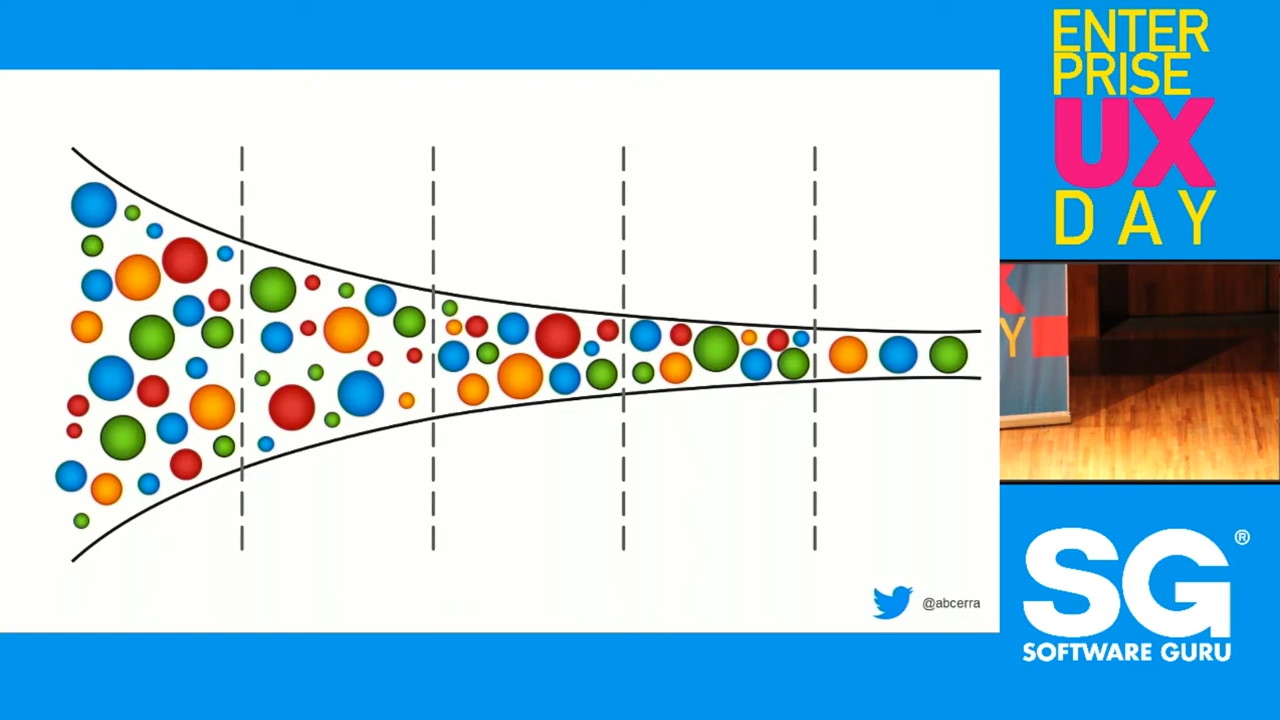 ENTER
PRISE
UX
DAY
X
Y
SG®
SOFTWARE GURU
@abcerra